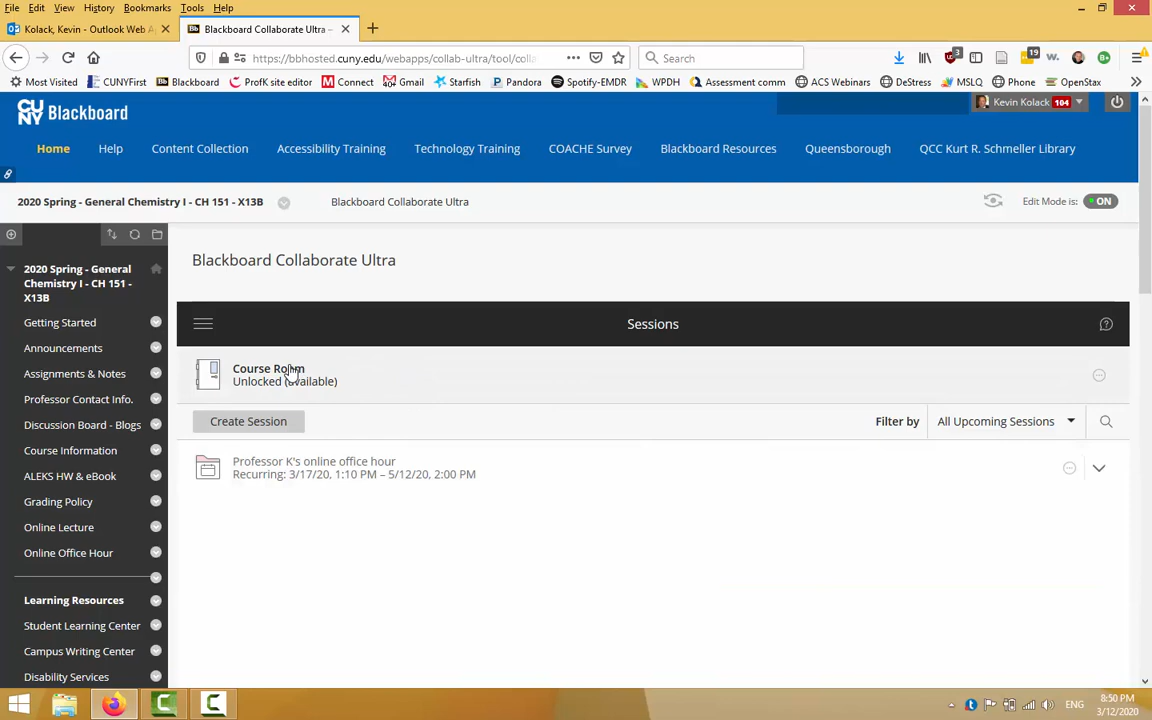 File Edit View History Bookmarks Tools Help
Kolack, Kevin - Outlook Web A
Bb Blackboard Collaborate Ultra –
https://bbhosted.cuny.edu/webapps/collab-ultra/tool/colla
Search
3
19
Most Visited CUNYFirst Blackboard ProfK site editor Connect Gmail Starfish Pandora Spotify-EMDR WPDH Assessment comm ACS Webinars DeStress MSLQ Phone OpenStax
CUNY Blackboard
Kevin Kolack 104
Home Help Content Collection Accessibility Training Technology Training COACHE Survey Blackboard Resources Queensborough QCC Kurt R. Schmeller Library
2020 Spring - General Chemistry I - CH 151 - X13B
Blackboard Collaborate Ultra
Edit Mode is: ON
2020 Spring - General
Chemistry I - CH 151 -
X13B
Getting Started
Announcements
Assignments & Notes
Professor Contact Info.
Discussion Board - Blogs
Course Information
ALEKS HW & eBook
Grading Policy
Online Lecture
Online Office Hour
Learning Resources
Student Learning Center
Campus Writing Center
Disability Services
Blackboard Collaborate Ultra
Sessions
Course Room
Unlocked (available)
Create Session
Filter by All Upcoming Sessions
Professor K's online office hour
Recurring: 3/17/20, 1:10 PM – 5/12/20, 2:00 PM
ENG
8:50 PM
3/12/2020